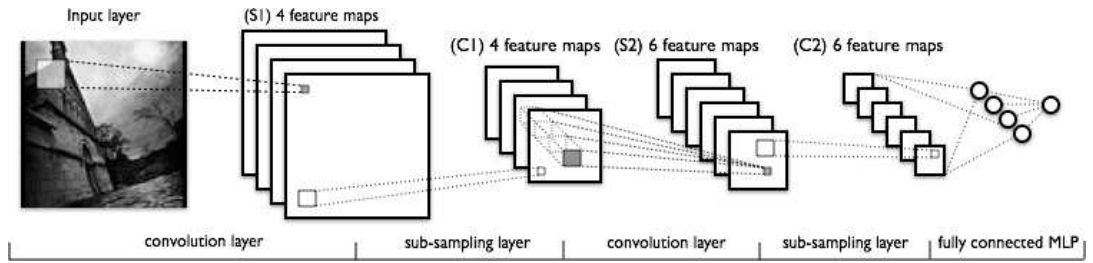 Input layer
(S1) 4 feature maps
(C1) 4 feature maps
(S2) 6 feature maps
(C2) 6 feature maps
convolution layer
sub-sampling layer
convolution layer
sub-sampling layer
fully connected MLP